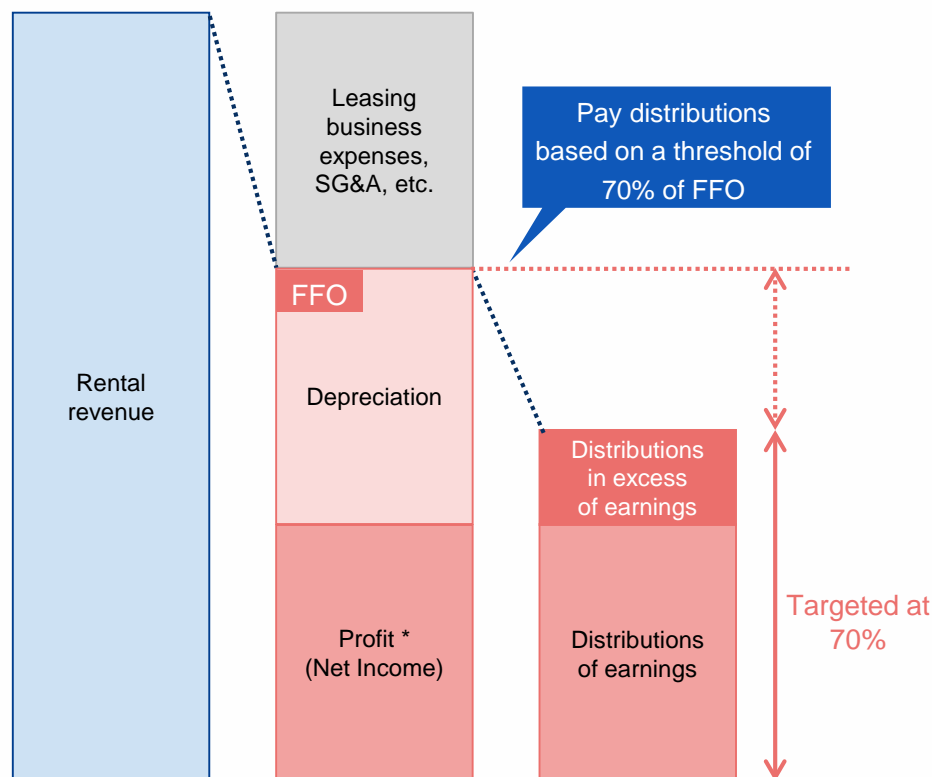 Leasing
business
expenses,
SG&A, etc.
Pay distributions
based on a threshold of
70% of FFO
FFO
Rental
revenue
Depreciation
Distributions
in excess
of earnings
Profit *
(Net Income)
Distributions
of earnings
Targeted at
70%